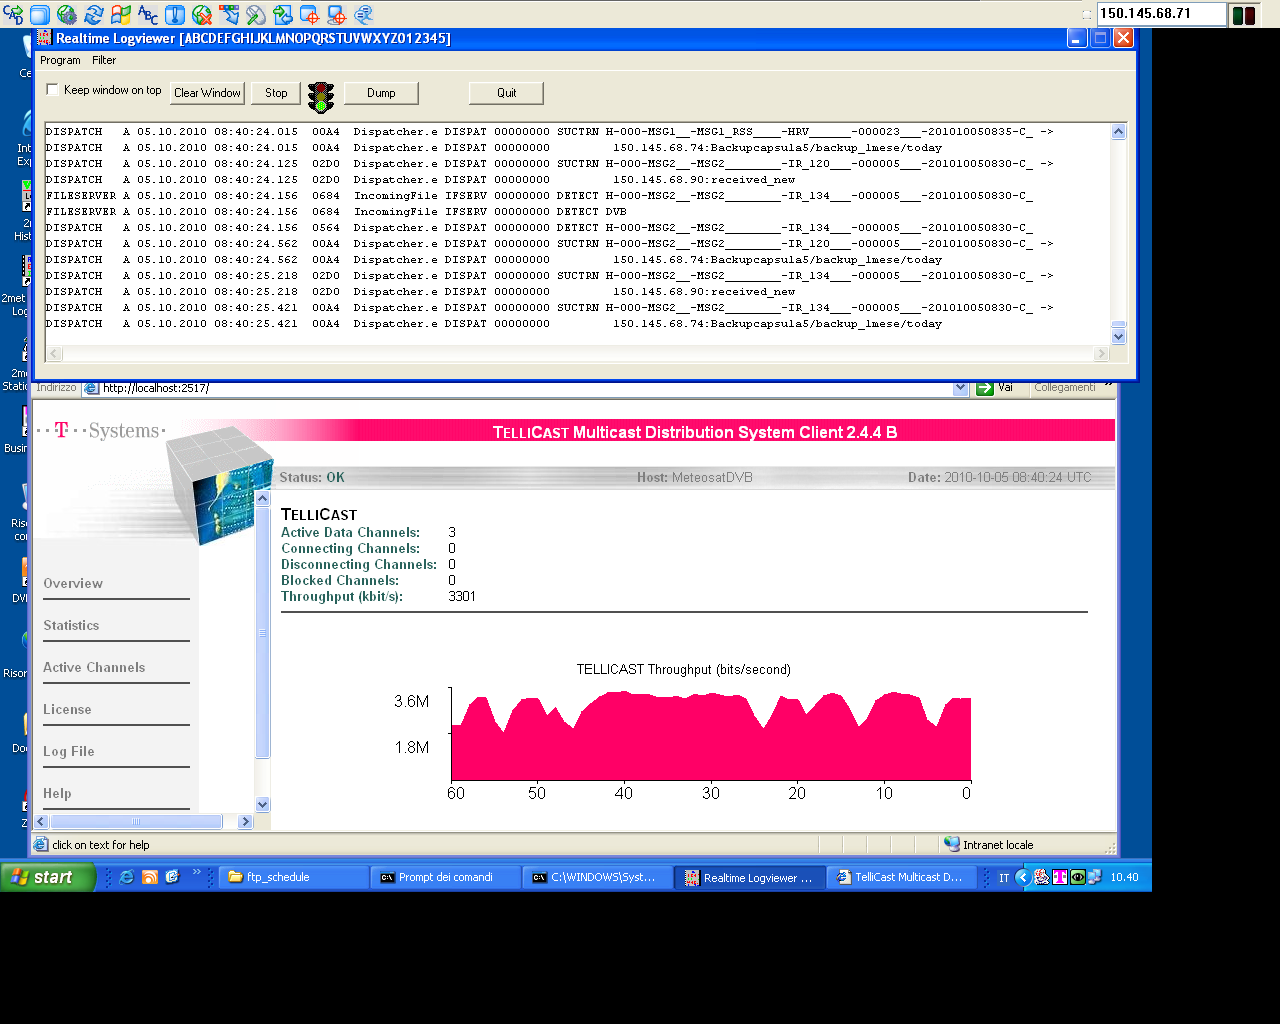 150.145.68.71
Realtime Logviewer [ABCDEFGHIJKLMNOPQRSTUVWXYZ012345]
Program Filter
Keep window on top Clear Window Stop Dump Quit
DISPATCH A 05.10.2010 08:40:24.015 00A4 Dispatcher.e DISPAT 00000000 SUCTRN H-000-MSG1__-MSG1_RSS____-HRV______-000023___-201010050835-C_ ->
DISPATCH A 05.10.2010 08:40:24.015 00A4 Dispatcher.e DISPAT 00000000 150.145.68.74:Backupcapsula5/backup_lmese/today
DISPATCH A 05.10.2010 08:40:24.125 02D0 Dispatcher.e DISPAT 00000000 SUCTRN H-000-MSG2__-MSG2________-IR_120___-000005___-201010050830-C_ ->
DISPATCH A 05.10.2010 08:40:24.125 02D0 Dispatcher.e DISPAT 00000000 150.145.68.90:received_new
FILESERVER A 05.10.2010 08:40:24.156 0684 IncomingFile IFSERV 00000000 DETECT H-000-MSG2__-MSG2________-IR_134___-000005___-201010050830-C_
FILESERVER A 05.10.2010 08:40:24.156 0684 IncomingFile IFSERV 00000000 DETECT DVB
DISPATCH A 05.10.2010 08:40:24.156 0564 Dispatcher.e DISPAT 00000000 DETECT H-000-MSG2__-MSG2________-IR_134___-000005___-201010050830-C_
DISPATCH A 05.10.2010 08:40:24.562 00A4 Dispatcher.e DISPAT 00000000 SUCTRN H-000-MSG2__-MSG2________-IR_120___-000005___-201010050830-C_ ->
DISPATCH A 05.10.2010 08:40:24.562 00A4 Dispatcher.e DISPAT 00000000 150.145.68.74:Backupcapsula5/backup_lmese/today
DISPATCH A 05.10.2010 08:40:25.218 02D0 Dispatcher.e DISPAT 00000000 SUCTRN H-000-MSG2__-MSG2________-IR_134___-000005___-201010050830-C_ ->
DISPATCH A 05.10.2010 08:40:25.218 02D0 Dispatcher.e DISPAT 00000000 150.145.68.90:received_new
DISPATCH A 05.10.2010 08:40:25.421 00A4 Dispatcher.e DISPAT 00000000 SUCTRN H-000-MSG2__-MSG2________-IR_134___-000005___-201010050830-C_ ->
DISPATCH A 05.10.2010 08:40:25.421 00A4 Dispatcher.e DISPAT 00000000 150.145.68.74:Backupcapsula5/backup_lmese/today
Indirizzo http://localhost:2517/ Vai Collegamenti
T Systems
TELLICAST Multicast Distribution System Client 2.4.4 B
Status: OK Host: MeteosatDVB Date: 2010-10-05 08:40:24 UTC
TELLICAST
Active Data Channels: 3
Connecting Channels: 0
Disconnecting Channels: 0
Blocked Channels: 0
Throughput (kbit/s): 3301
Overview
Statistics
Active Channels
License
Log File
Help
TELLICAST Throughput (bits/second)
3.6M
1.8M
60 50 40 30 20 10 0
click on text for help Intranet locale
start ftp_schedule Prompt dei comandi C:\WINDOWS\Syst... Realtime Logviewer ... TelliCast Multicast D... IT 10.40